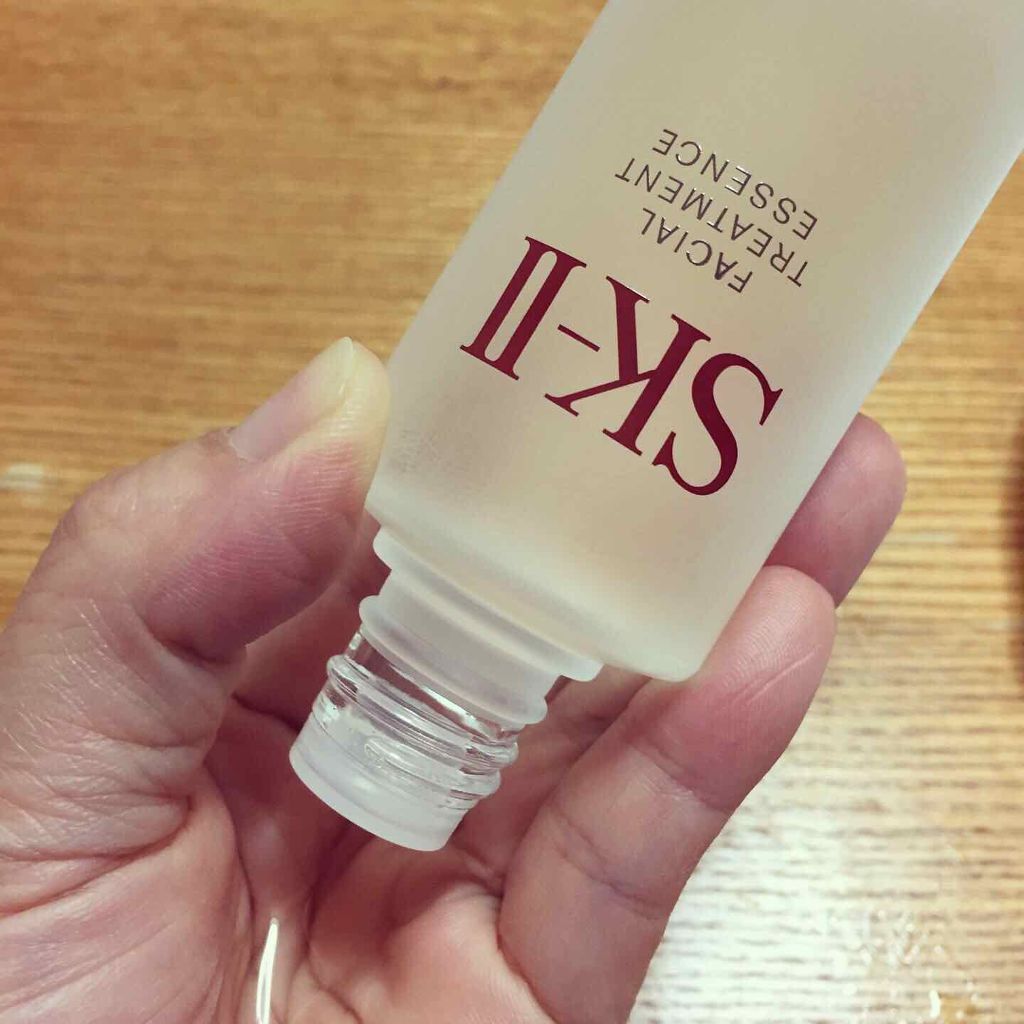 SK-II
FACIAL
TREATMENT
ESSENCE